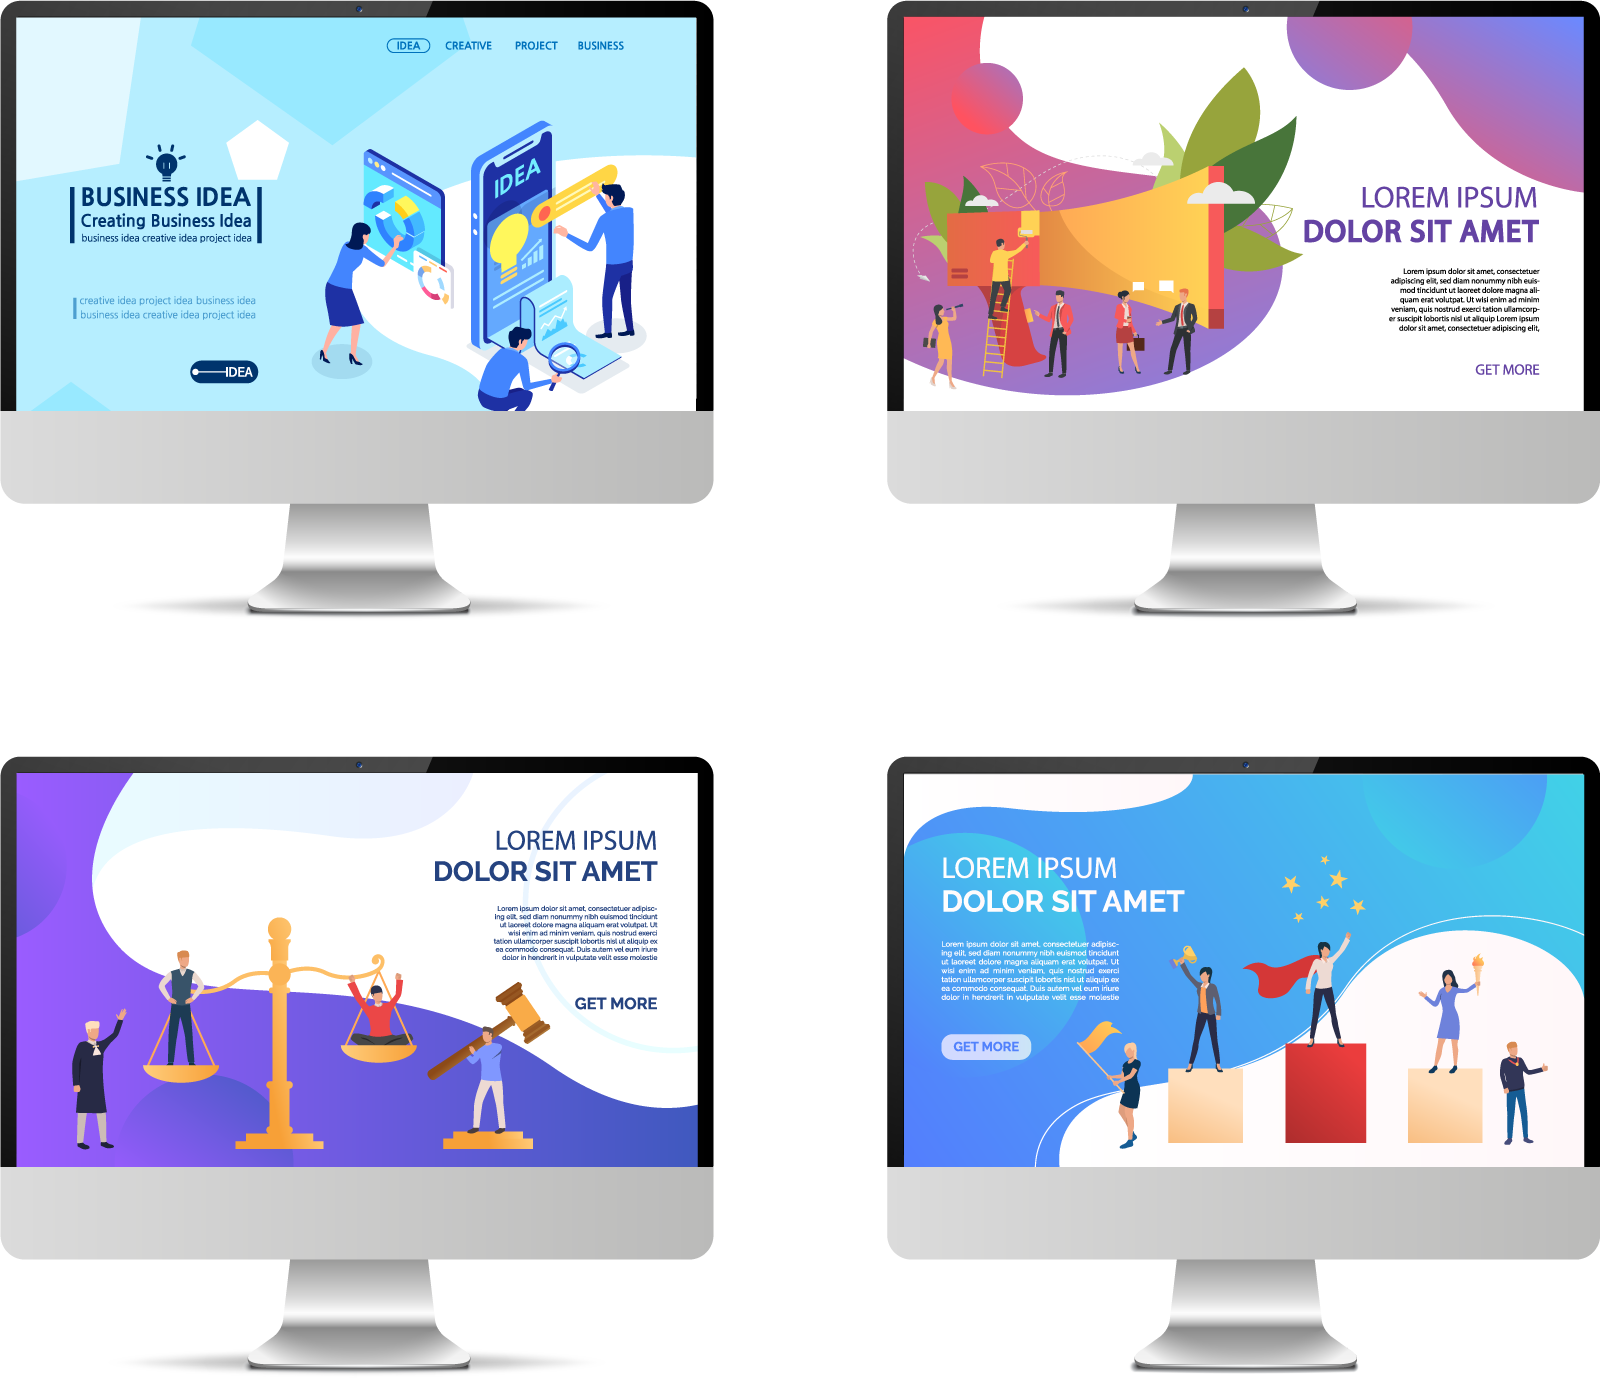 IDEA CREATIVE PROJECT BUSINESS
BUSINESS IDEA
Creating Business Idea
business idea creative idea project idea
creative idea project idea business idea
business idea creative idea project idea
IDEA
IDEA
LOREM IPSUM
DOLOR SIT AMET
Lorem ipsum dolor sit amet, consectetuer
adipiscing elit, sed diam nonummy nibh euis-
mod tincidunt ut laoreet dolore magna ali-
quam erat volutpat. Ut wisi enim ad minim
veniam, quis nostrud exerci tation ullamcorp-
er suscipit lobortis nisl ut aliquip Lorem ipsum
dolor sit amet, consectetuer adipiscing elit,
GET MORE
LOREM IPSUM
DOLOR SIT AMET
Lorem ipsum dolor sit amet, consectetuer adipisc-
ing elit, sed diam nonummy nibh euismod tincidunt
ut laoreet dolore magna aliquam erat volutpat. Ut
wisi enim ad minim veniam, quis nostrud exerci
tation ullamcorper suscipit lobortis nisl ut aliquip ex
ea commodo consequat. Duis autem vel eum iriure
dolor in hendrerit in vulputate velit esse molestie
GET MORE
LOREM IPSUM
DOLOR SIT AMET
Lorem ipsum dolor sit amet, consectetuer adipisc-
ing elit, sed diam nonummy nibh euismod tincidunt
ut laoreet dolore magna aliquam erat volutpat. Ut
wisi enim ad minim veniam, quis nostrud exerci
tation ullamcorper suscipit lobortis nisl ut aliquip ex
ea commodo consequat. Duis autem vel eum iriure
dolor in hendrerit in vulputate velit esse molestie
GET MORE